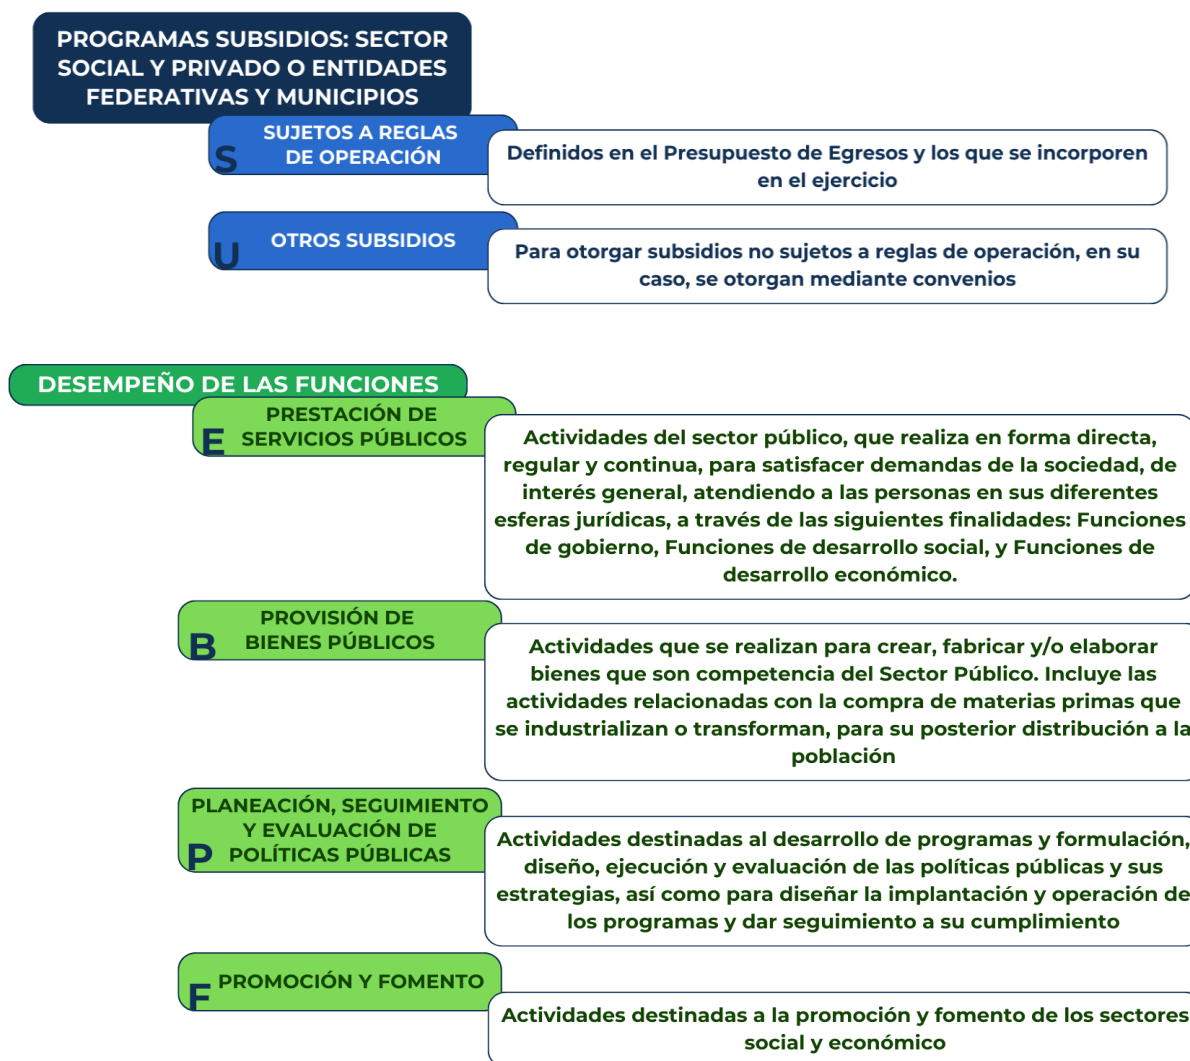 PROGRAMAS SUBSIDIOS: SECTOR
SOCIAL Y PRIVADO O ENTIDADES
FEDERATIVAS Y MUNICIPIOS
S
SUJETOS A REGLAS
DE OPERACIÓN
Definidos en el Presupuesto de Egresos y los que se incorporen
en el ejercicio
U
OTROS SUBSIDIOS
Para otorgar subsidios no sujetos a reglas de operación, en su
caso, se otorgan mediante convenios
DESEMPEÑO DE LAS FUNCIONES
E
PRESTACIÓN DE
SERVICIOS PÚBLICOS
Actividades del sector público, que realiza en forma directa,
regular y continua, para satisfacer demandas de la sociedad, de
interés general, atendiendo a las personas en sus diferentes
esferas jurídicas, a través de las siguientes finalidades: Funciones
de gobierno, Funciones de desarrollo social, y Funciones de
desarrollo económico.
B
PROVISIÓN DE
BIENES PÚBLICOS
Actividades que se realizan para crear, fabricar y/o elaborar
bienes que son competencia del Sector Público. Incluye las
actividades relacionadas con la compra de materias primas que
se industrializan o transforman, para su posterior distribución a la
población
P
PLANEACIÓN, SEGUIMIENTO
Y EVALUACIÓN DE
POLÍTICAS PÚBLICAS
Actividades destinadas al desarrollo de programas y formulación,
diseño, ejecución y evaluación de las políticas públicas y sus
estrategias, así como para diseñar la implantación y operación de
los programas y dar seguimiento a su cumplimiento
F
PROMOCIÓN Y FOMENTO
Actividades destinadas a la promoción y fomento de los sectores
social y económico